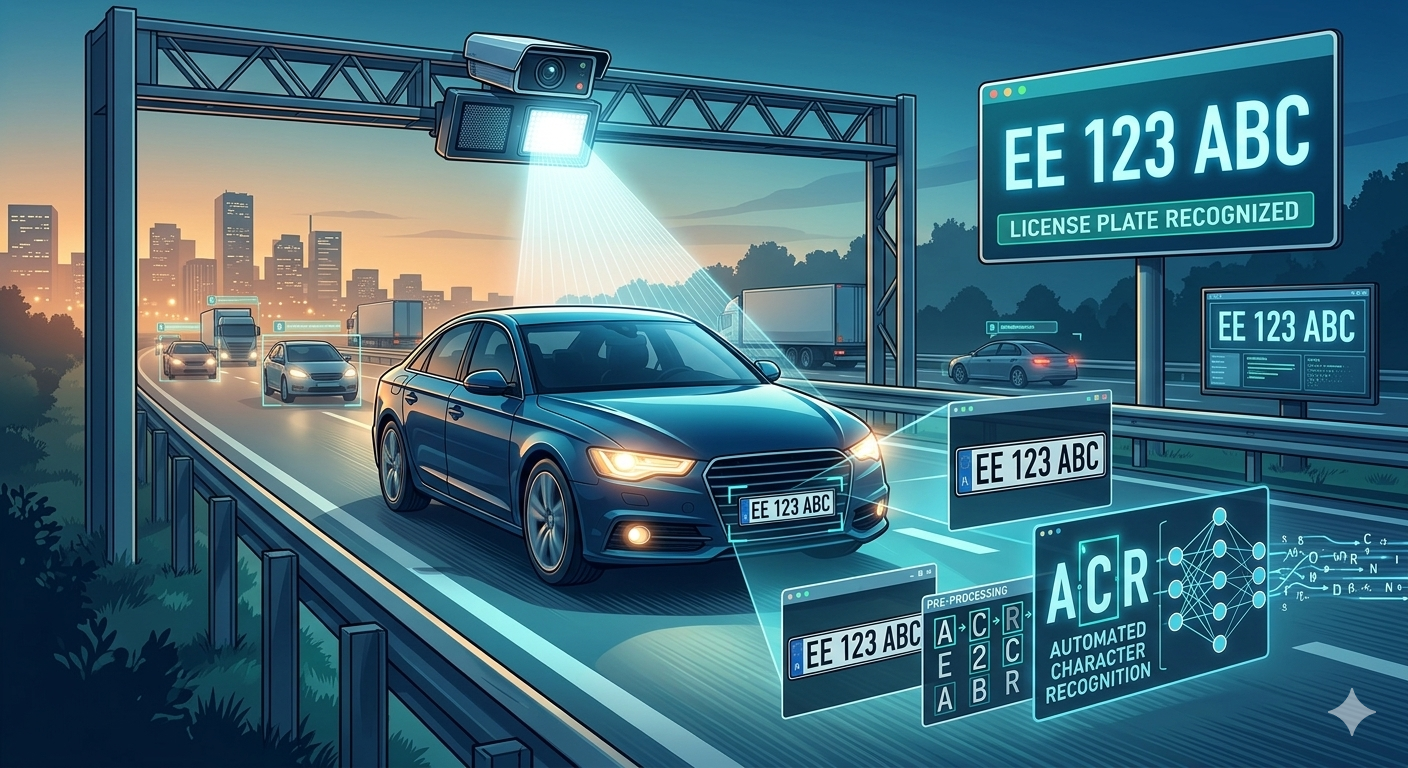 EE 123 ABC
LICENSE PLATE RECOGNIZED
EE 123 ABC
EE 123 ABC
EE 123 ABC
EE 123 ABC
PRE-PROCESSING
A C R
E 2 C
A B R
ACR
AUTOMATED
CHARACTER
RECOGNITION